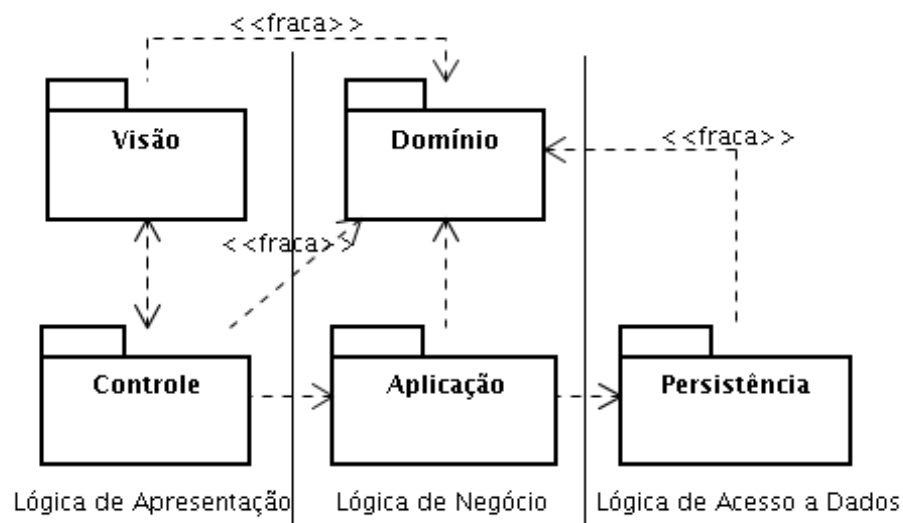 <<fraca>>
Visão
Domínio
<<fraca>>
<<fraca>>
Controle
Aplicação
Persistência
Lógica de Apresentação
Lógica de Negócio
Lógica de Acesso a Dados